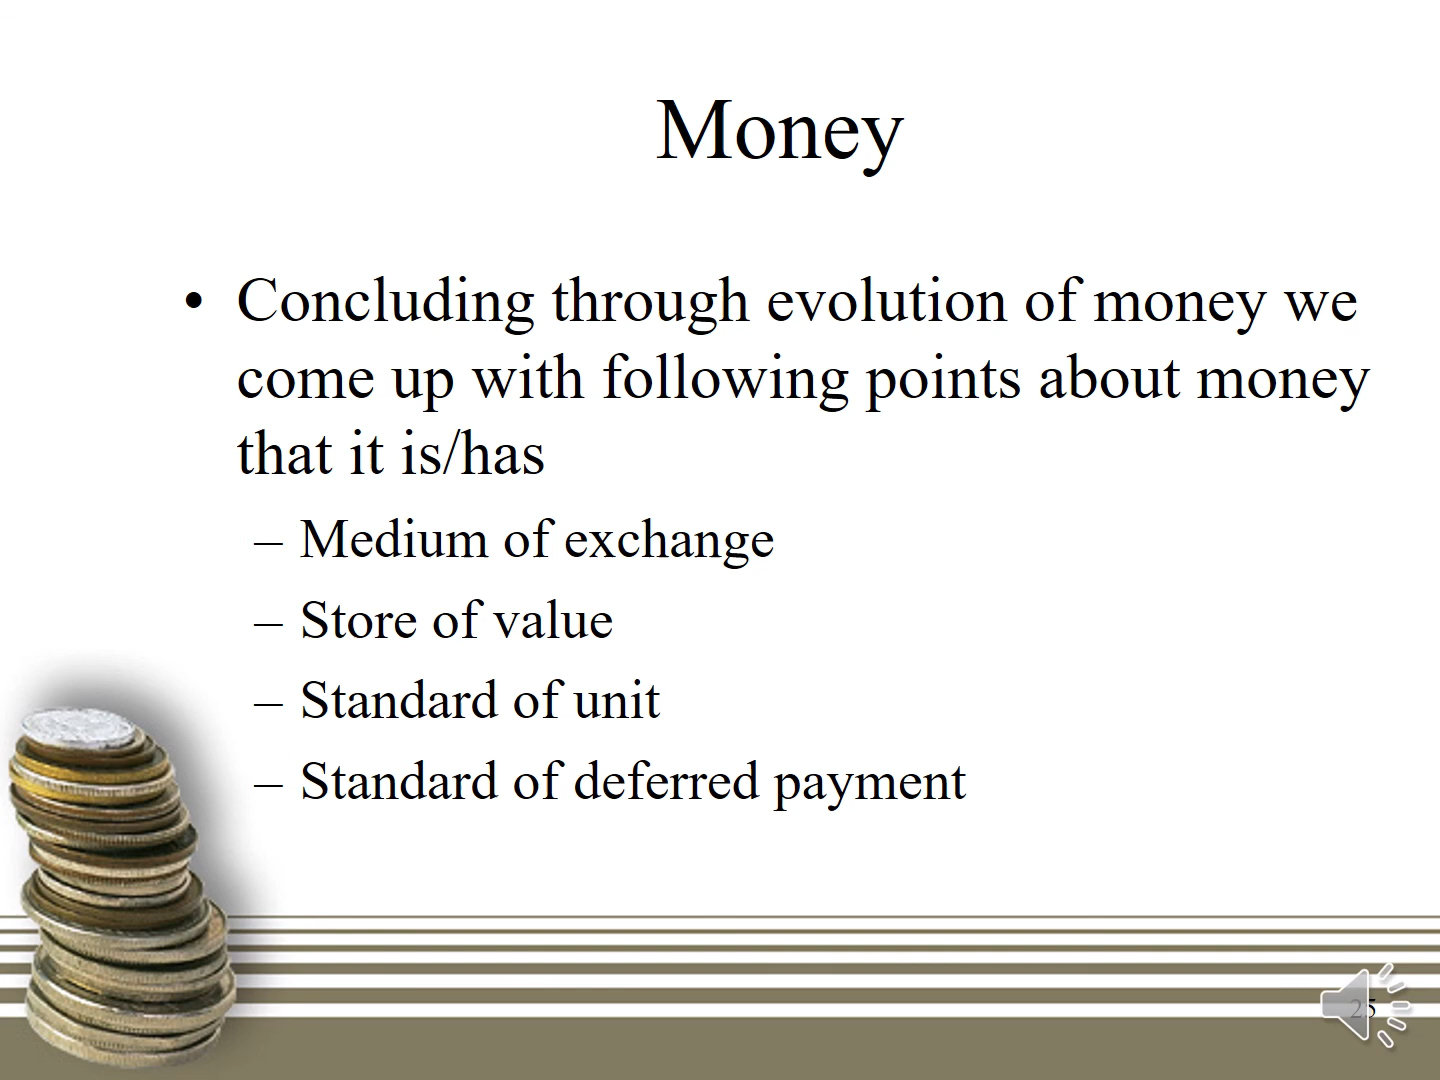 Money
• Concluding through evolution of money we
come up with following points about money
that it is/has
– Medium of exchange
– Store of value
– Standard of unit
– Standard of deferred payment
25